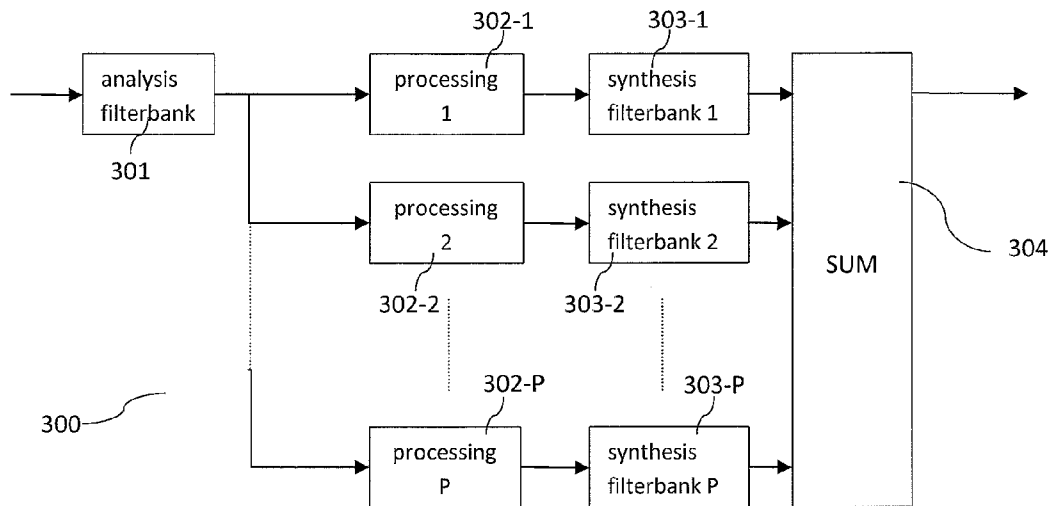 302-1
303-1
analysis
filterbank
301
processing
1
synthesis
filterbank 1
processing
2
302-2
synthesis
filterbank 2
303-2
SUM
304
300
302-P
303-P
processing
P
synthesis
filterbank P